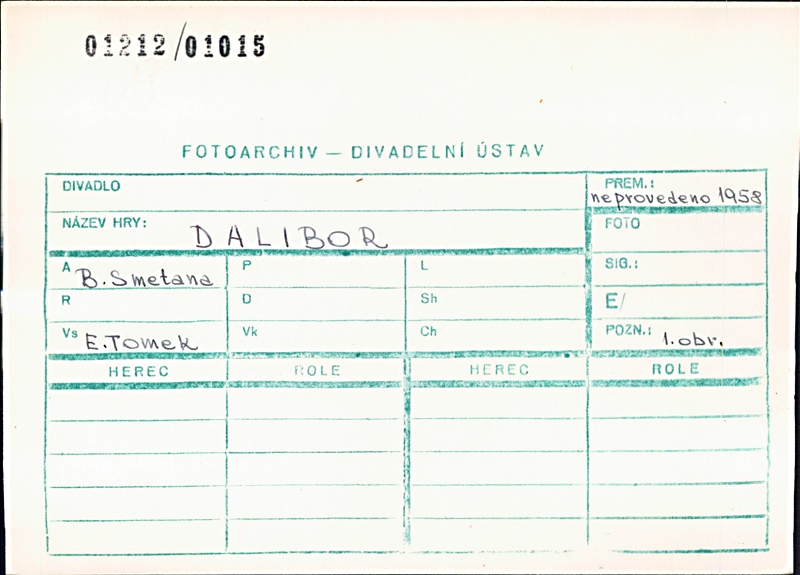 01212/01015
FOTOARCHIV — DIVADELNÍ ÚSTAV
DIVADLO
PREM.: neprovedeno 1958
NÁZEV HRY: DALIBOR
FOTO
A B. Smetana P L SIG.:
R D Sh E/
Vs E. Tomek Vk Ch POZN.: 1. obr.
HEREC ROLE HEREC ROLE